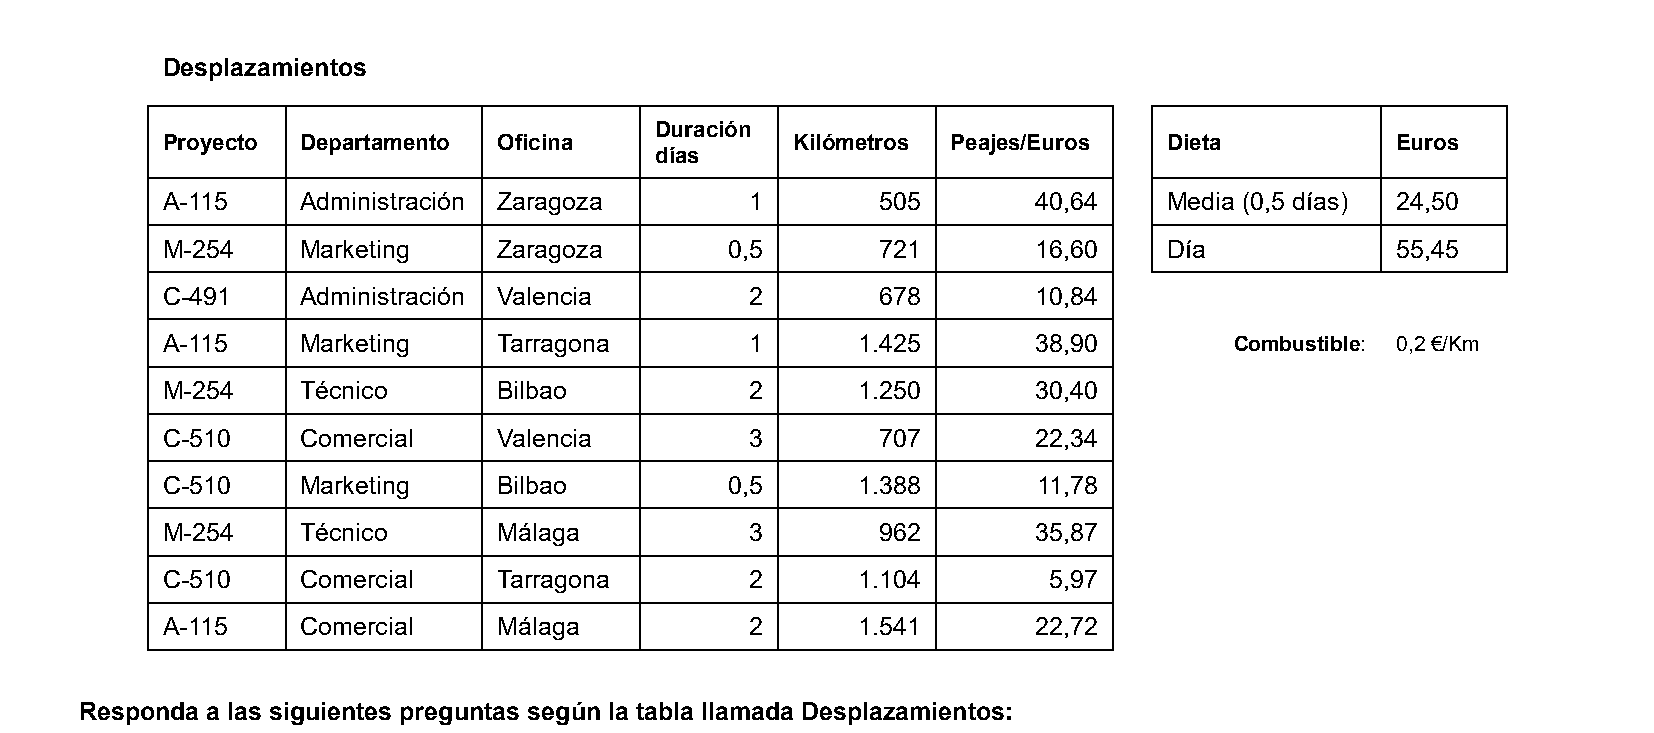 Desplazamientos
Proyecto Departamento Oficina Duración días Kilómetros Peajes/Euros
A-115 Administración Zaragoza 1 505 40,64
M-254 Marketing Zaragoza 0,5 721 16,60
C-491 Administración Valencia 2 678 10,84
A-115 Marketing Tarragona 1 1.425 38,90
M-254 Técnico Bilbao 2 1.250 30,40
C-510 Comercial Valencia 3 707 22,34
C-510 Marketing Bilbao 0,5 1.388 11,78
M-254 Técnico Málaga 3 962 35,87
C-510 Comercial Tarragona 2 1.104 5,97
A-115 Comercial Málaga 2 1.541 22,72
Dieta Euros
Media (0,5 días) 24,50
Día 55,45
Combustible: 0,2 €/Km
Responda a las siguientes preguntas según la tabla llamada Desplazamientos: